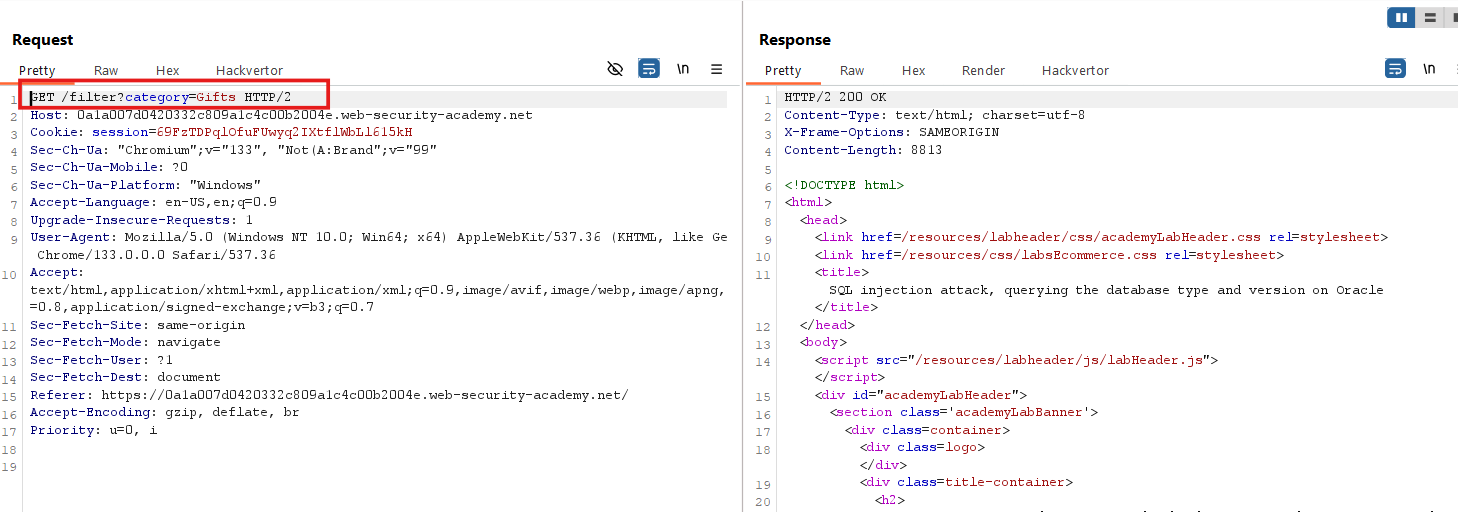 Request
Pretty Raw Hex Hackvertor
\n
1 GET /filter?category=Gifts HTTP/2
2 Host: 0a1a007d0420332c809a1c4c00b2004e.web-security-academy.net
3 Cookie: session=69FzTDPqlOfuFUwyq2IXtflWbLl615kH
4 Sec-Ch-Ua: "Chromium";v="133", "Not(A:Brand";v="99"
5 Sec-Ch-Ua-Mobile: ?0
6 Sec-Ch-Ua-Platform: "Windows"
7 Accept-Language: en-US,en;q=0.9
8 Upgrade-Insecure-Requests: 1
9 User-Agent: Mozilla/5.0 (Windows NT 10.0; Win64; x64) AppleWebKit/537.36 (KHTML, like Ge
Chrome/133.0.0.0 Safari/537.36
10 Accept:
text/html,application/xhtml+xml,application/xml;q=0.9,image/avif,image/webp,image/apng,
=0.8,application/signed-exchange;v=b3;q=0.7
11 Sec-Fetch-Site: same-origin
12 Sec-Fetch-Mode: navigate
13 Sec-Fetch-User: ?1
14 Sec-Fetch-Dest: document
15 Referer: https://0a1a007d0420332c809a1c4c00b2004e.web-security-academy.net/
16 Accept-Encoding: gzip, deflate, br
17 Priority: u=0, i
18
19
Response
Pretty Raw Hex Render Hackvertor
\n
1 HTTP/2 200 OK
2 Content-Type: text/html; charset=utf-8
3 X-Frame-Options: SAMEORIGIN
4 Content-Length: 8813
5
6 <!DOCTYPE html>
7 <html>
8 <head>
9 <link href=/resources/labheader/css/academyLabHeader.css rel=stylesheet>
10 <link href=/resources/css/labsEcommerce.css rel=stylesheet>
11 <title>
SQL injection attack, querying the database type and version on Oracle
</title>
12 </head>
13 <body>
14 <script src="/resources/labheader/js/labHeader.js">
</script>
15 <div id="academyLabHeader">
16 <section class='academyLabBanner'>
17 <div class=container>
18 <div class=logo>
</div>
19 <div class=title-container>
20 <h2>